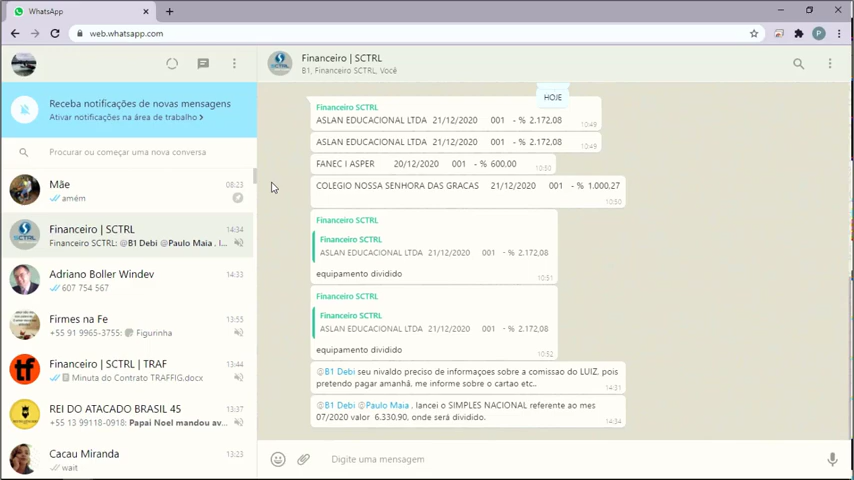 WhatsApp
web.whatsapp.com
P
Financeiro | SCTRL
B1, Financeiro SCTRL, Você
Receba notificações de novas mensagens
Ativar notificações na área de trabalho >
Procurar ou começar uma nova conversa
Mãe 08:23
amém
Financeiro | SCTRL 14:34
Financeiro SCTRL: @B1 Debi @Paulo Maia , l...
Adriano Boller Windev 14:33
607 754 567
Firmes na Fe 13:55
+55 91 9965-3755: Figurinha
Financeiro | SCTRL | TRAF 13:44
Minuta do Contrato TRAFFIG.docx
REI DO ATACADO BRASIL 45 13:37
+55 13 99118-0918: Papai Noel mandou av...
Cacau Miranda 13:23
wait
HOJE
Financeiro SCTRL
ASLAN EDUCACIONAL LTDA 21/12/2020 001 - % 2.172,08 10:49
ASLAN EDUCACIONAL LTDA 21/12/2020 001 - % 2.172,08 10:49
FANEC I ASPER 20/12/2020 001 - % 600,00 10:50
COLEGIO NOSSA SENHORA DAS GRACAS 21/12/2020 001 - % 1.000,27
10:50
Financeiro SCTRL
Financeiro SCTRL
ASLAN EDUCACIONAL LTDA 21/12/2020 001 - % 2.172,08
equipamento dividido
10:51
Financeiro SCTRL
Financeiro SCTRL
ASLAN EDUCACIONAL LTDA 21/12/2020 001 - % 2.172,08
equipamento dividido
10:52
@B1 Debi seu nivaldo preciso de informaçoes sobre a comissao do LUIZ, pois
pretendo pagar amanhã, me informe sobre o cartao etc.. 14:31
@B1 Debi @Paulo Maia , lancei o SIMPLES NACIONAL referente ao mes
07/2020 valor 6.330,90, onde será dividido. 14:34
Digite uma mensagem